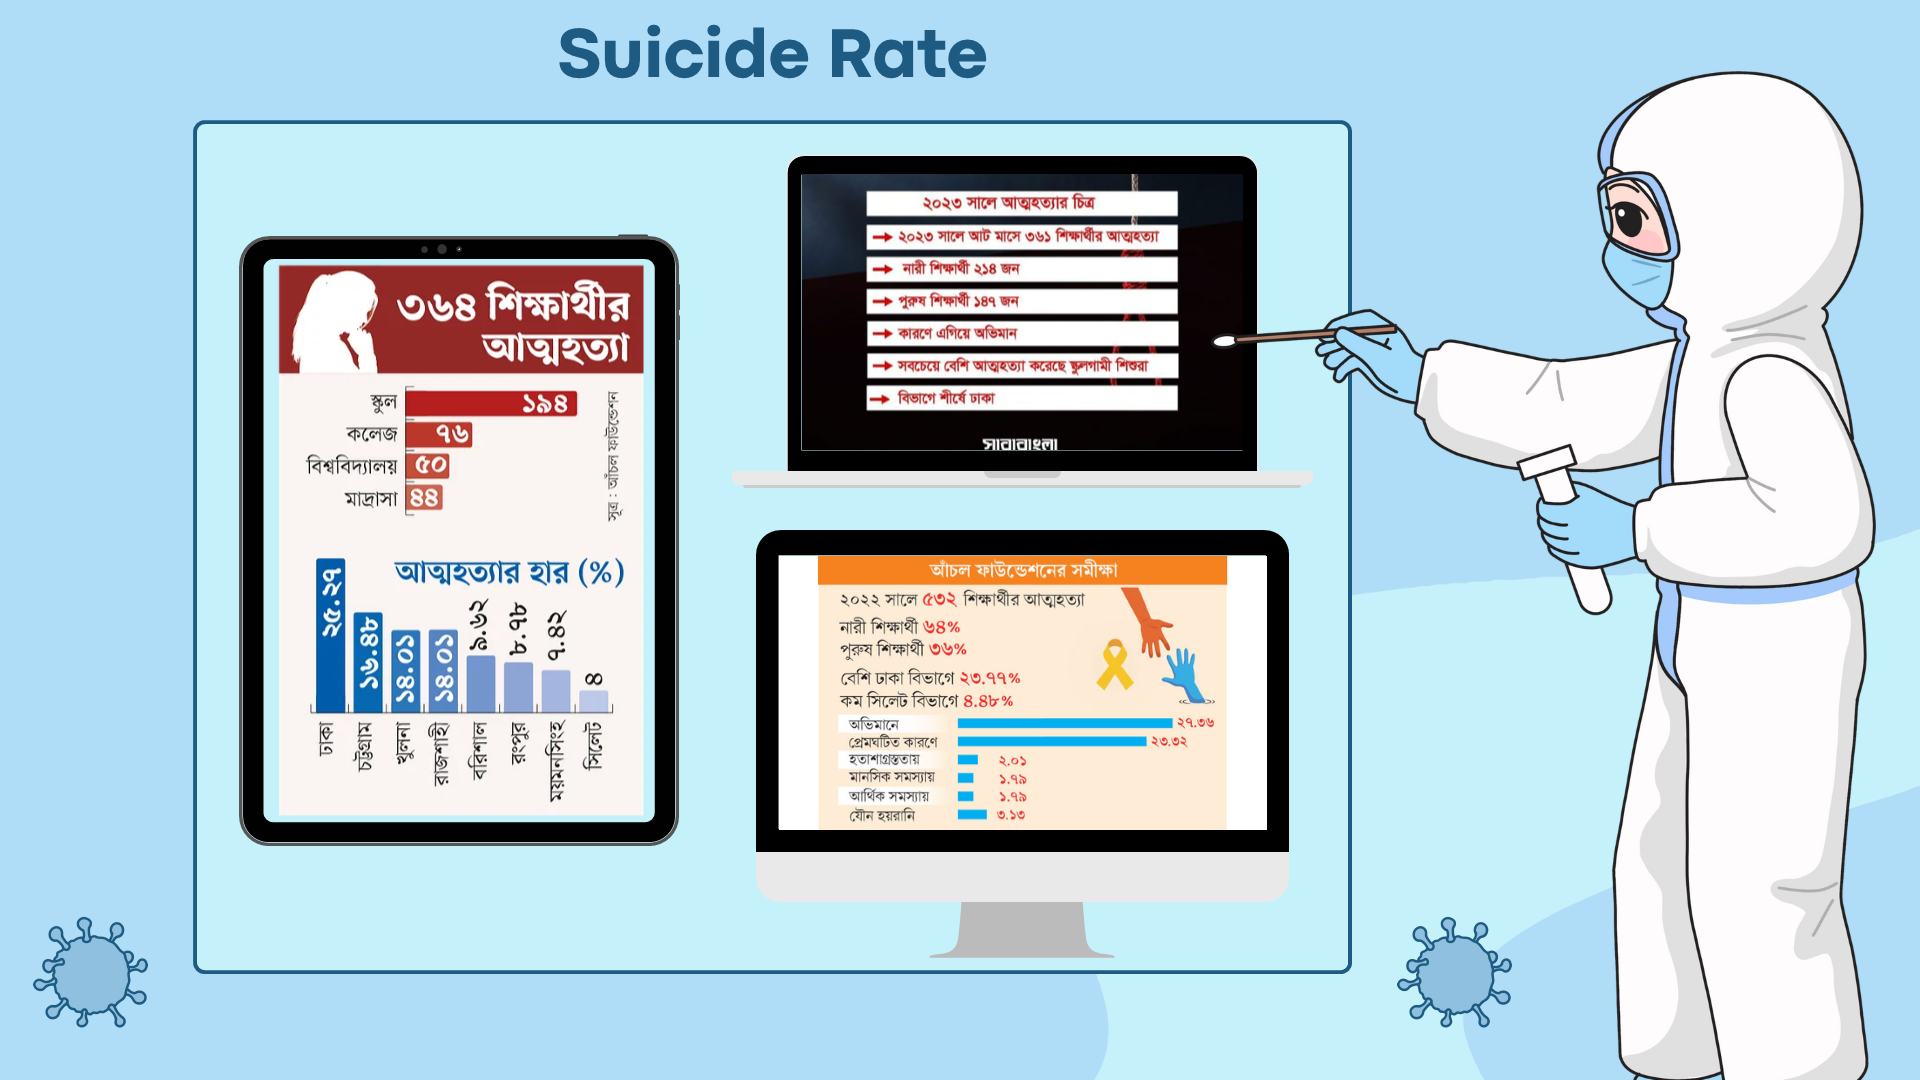 Suicide Rate
৩৬৪ শিক্ষার্থীর
আত্মহত্যা
স্কুল ১৯৪
কলেজ ৭৬
বিশ্ববিদ্যালয় ৫০
মাদ্রাসা ৪৪
সূত্র : আঁচল ফাউন্ডেশন
আত্মহত্যার হার (%)
২৫.২৭
১৬.৪৮
১৪.০১
১৪.০১
৯.৬২
৮.৭৮
৭.৪২
৪
ঢাকা
চট্টগ্রাম
খুলনা
রাজশাহী
বরিশাল
রংপুর
ময়মনসিংহ
সিলেট
২০২৩ সালে আত্মহত্যার চিত্র
২০২৩ সালে আট মাসে ৩৬১ শিক্ষার্থীর আত্মহত্যা
নারী শিক্ষার্থী ২১৪ জন
পুরুষ শিক্ষার্থী ১৪৭ জন
কারণে এগিয়ে অভিমান
সবচেয়ে বেশি আত্মহত্যা করেছে স্কুলগামী শিশুরা
বিভাগে শীর্ষে ঢাকা
সারাবাংলা
আঁচল ফাউন্ডেশনের সমীক্ষা
২০২২ সালে ৫৩২ শিক্ষার্থীর আত্মহত্যা
নারী শিক্ষার্থী ৬৪%
পুরুষ শিক্ষার্থী ৩৬%
বেশি ঢাকা বিভাগে ২৩.৭৭%
কম সিলেট বিভাগে ৪.৪৮%
অভিমানে ২৭.৩৬
প্রেমঘটিত কারণে ২৩.৩২
হতাশাগ্রস্ততায় ২.০১
মানসিক সমস্যায় ১.৭৯
আর্থিক সমস্যায় ১.৭৯
যৌন হয়রানি ৩.১৩